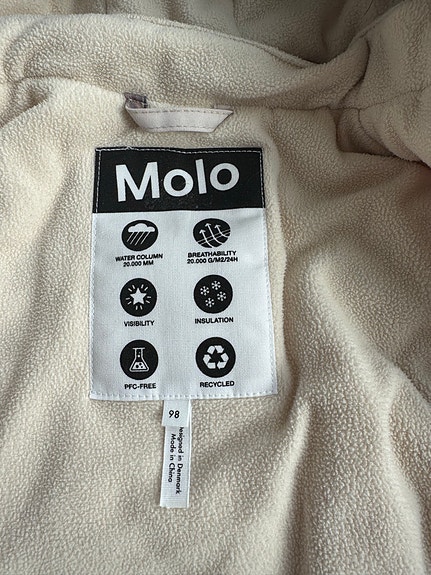 Molo
WATER COLUMN
20.000 MM
BREATHABILITY
20.000 G/M2/24H
VISIBILITY
INSULATION
PFC-FREE
RECYCLED
98
in Denmark
Made in China